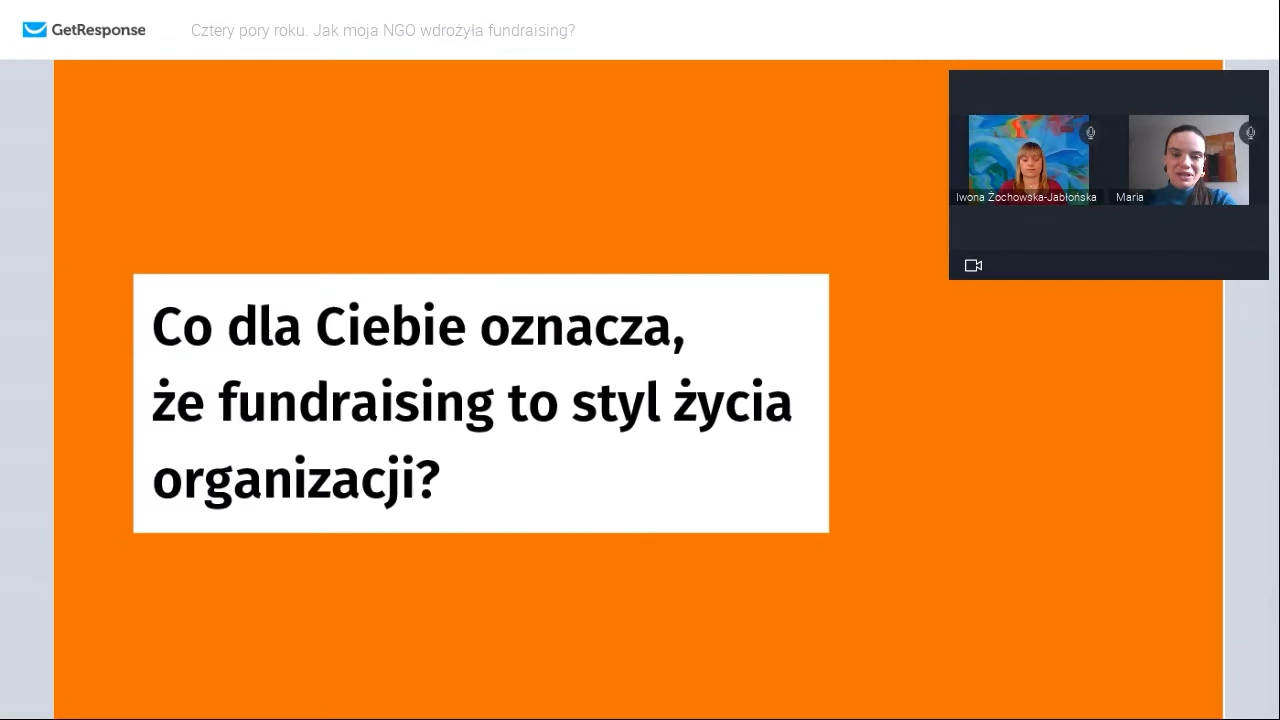 GetResponse
Cztery pory roku. Jak moja NGO wdrożyła fundraising?
Iwona Żochowska-Jabłońska
Maria
Co dla Ciebie oznacza,
że fundraising to styl życia
organizacji?